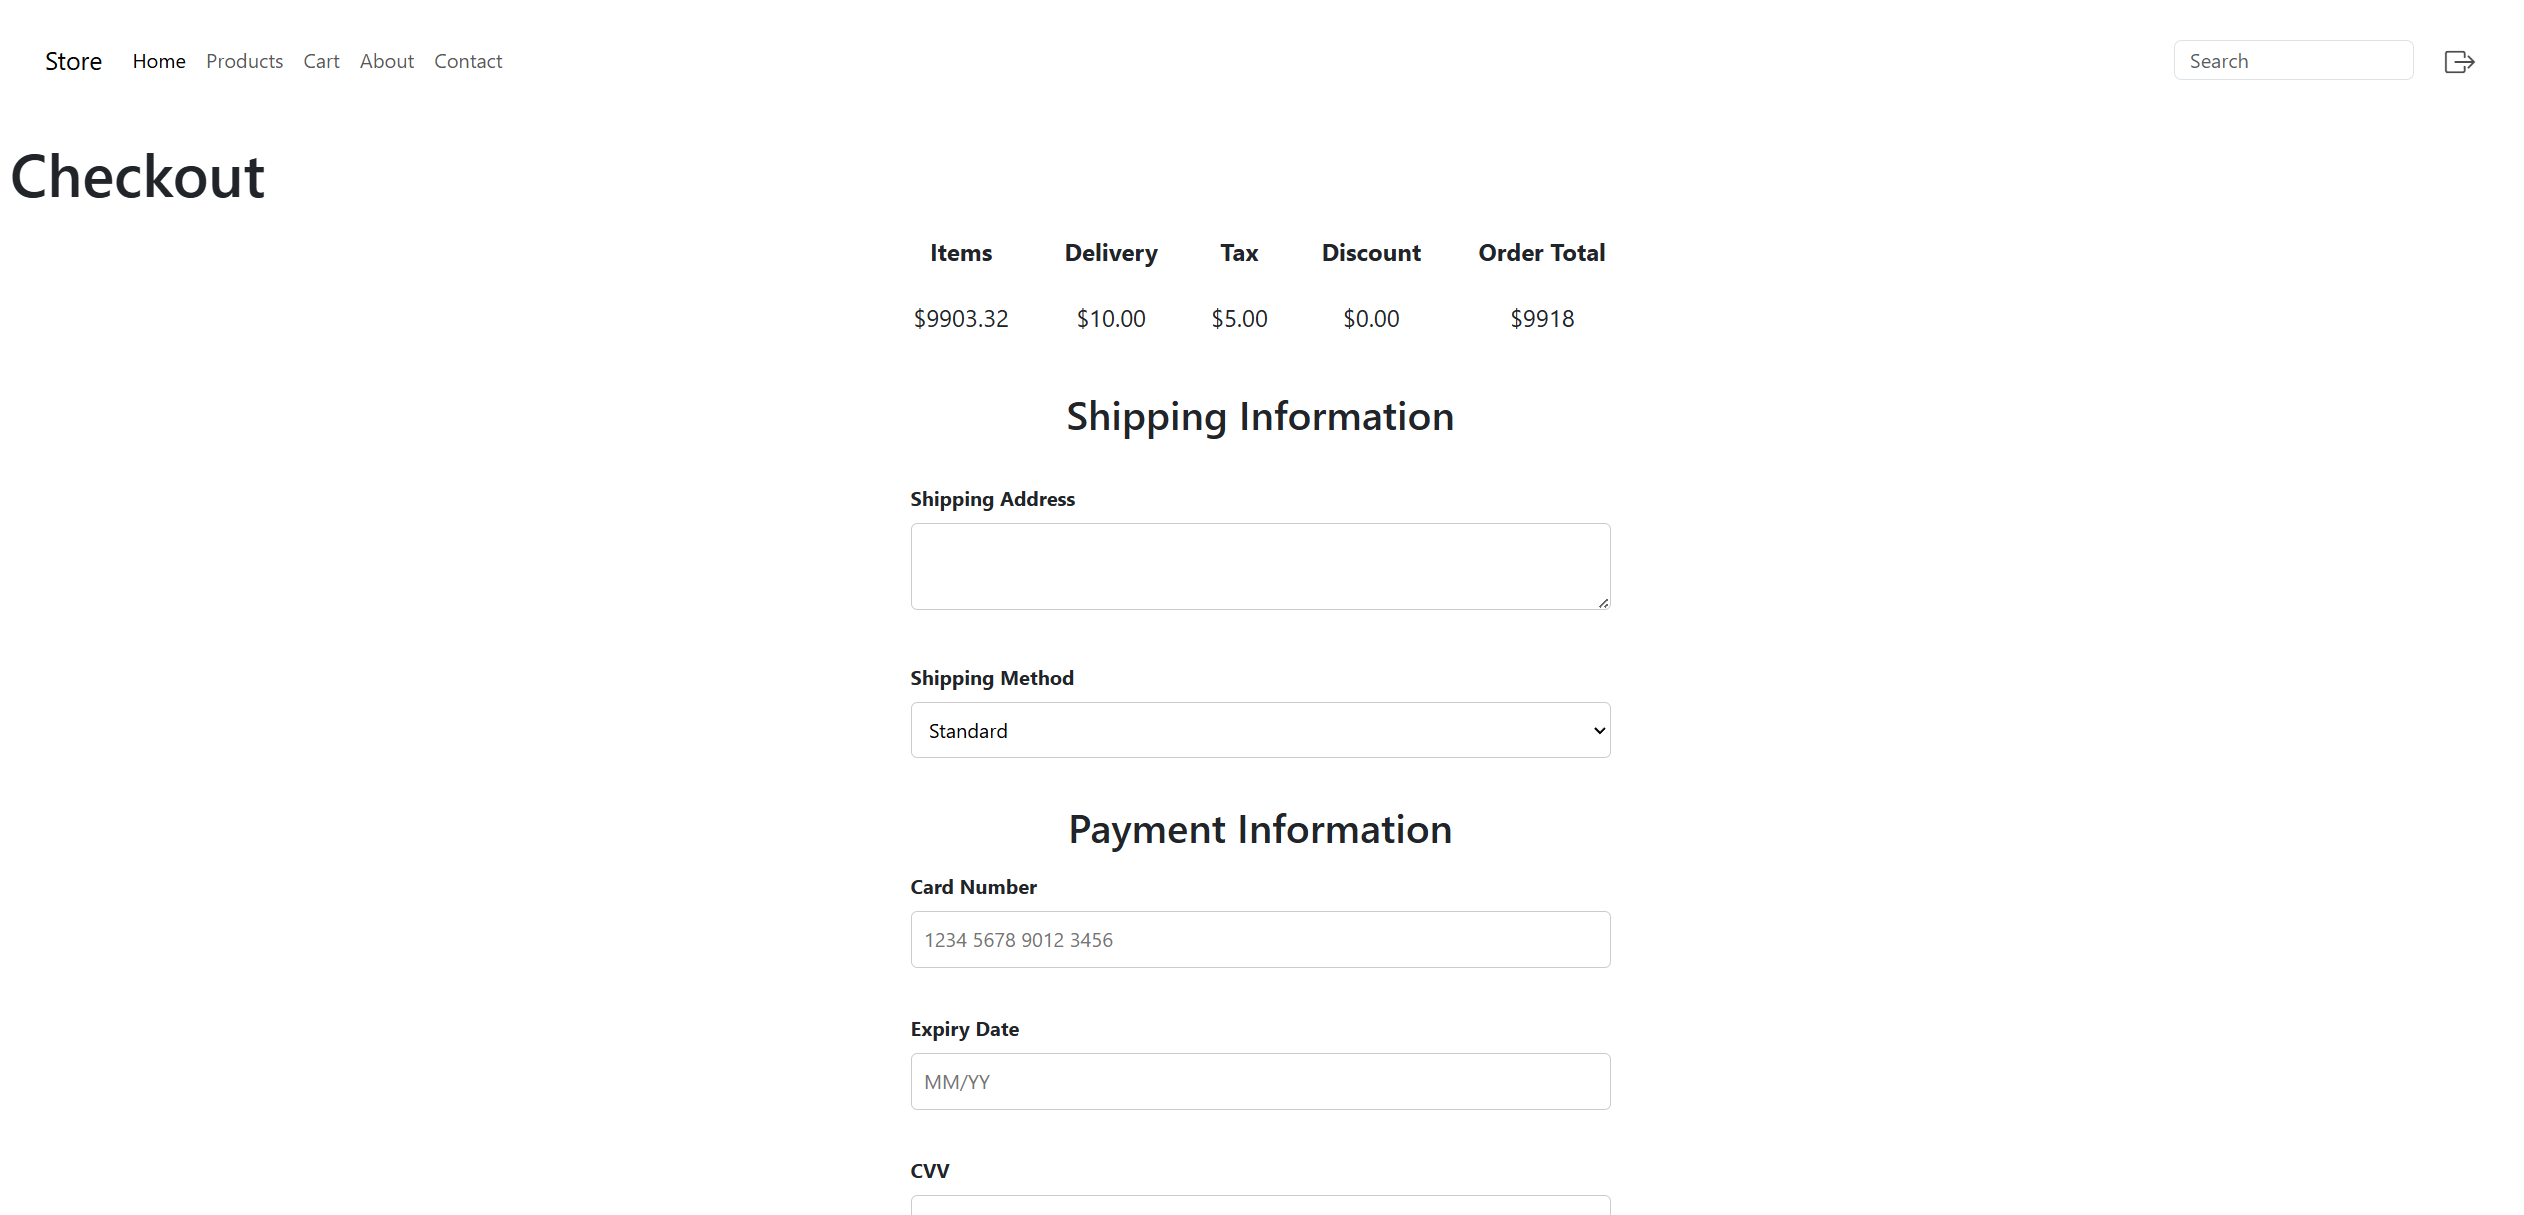 Store Home Products Cart About Contact Search
Checkout
Items Delivery Tax Discount Order Total
$9903.32 $10.00 $5.00 $0.00 $9918
Shipping Information
Shipping Address
Shipping Method
Standard
Payment Information
Card Number
1234 5678 9012 3456
Expiry Date
MM/YY
CVV